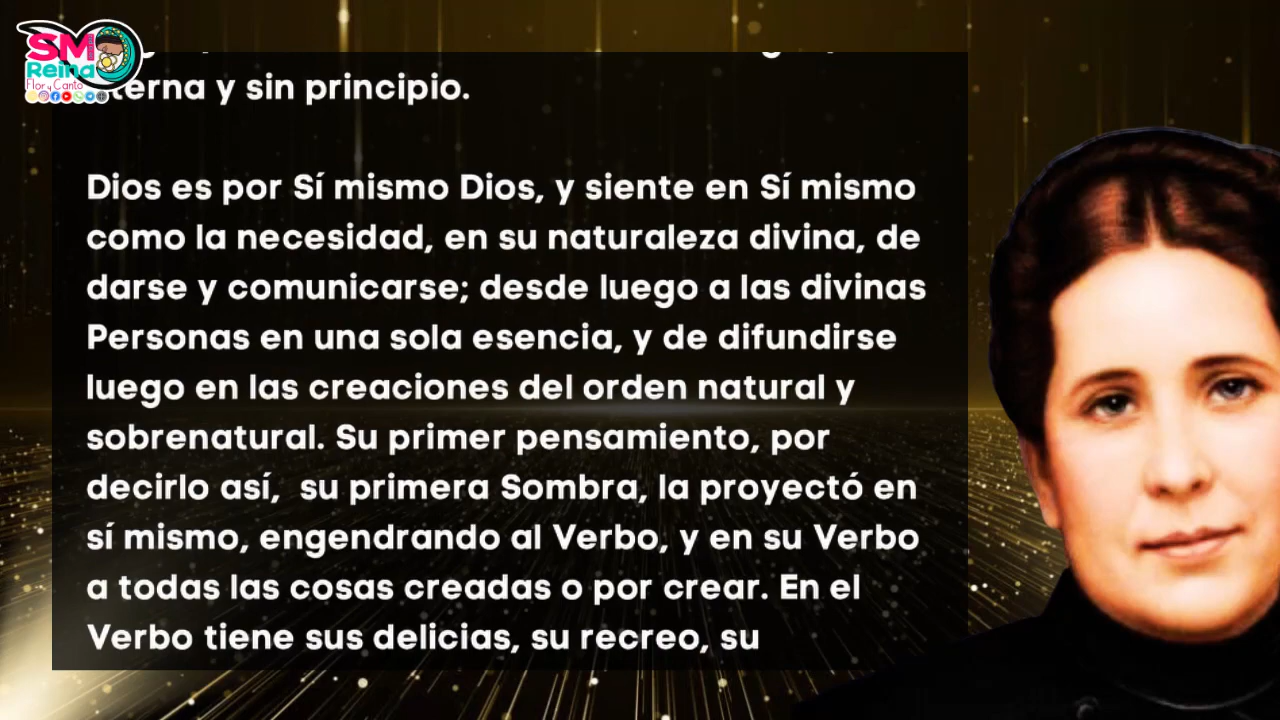 SM
Reina
Flor y Canto
terna y sin principio.
Dios es por Sí mismo Dios, y siente en Sí mismo
como la necesidad, en su naturaleza divina, de
darse y comunicarse; desde luego a las divinas
Personas en una sola esencia, y de difundirse
luego en las creaciones del orden natural y
sobrenatural. Su primer pensamiento, por
decirlo así,  su primera Sombra, la proyectó en
sí mismo, engendrando al Verbo, y en su Verbo
a todas las cosas creadas o por crear. En el
Verbo tiene sus delicias, su recreo, su